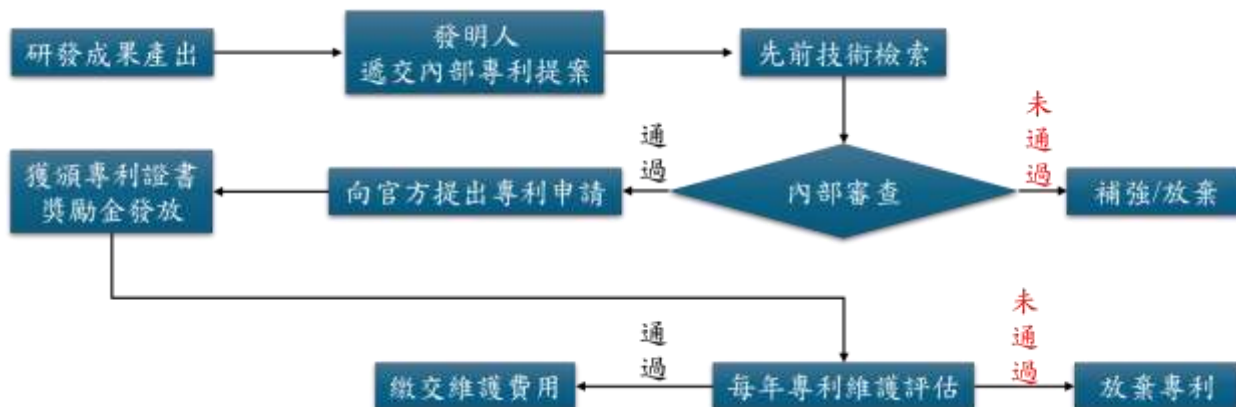 研發成果產出
發明人
遞交內部專利提案
先前技術檢索
通過
未通過
獲頒專利證書
獎勵金發放
向官方提出專利申請
內部審查
補強/放棄
通過
未通過
繳交維護費用
每年專利維護評估
放棄專利